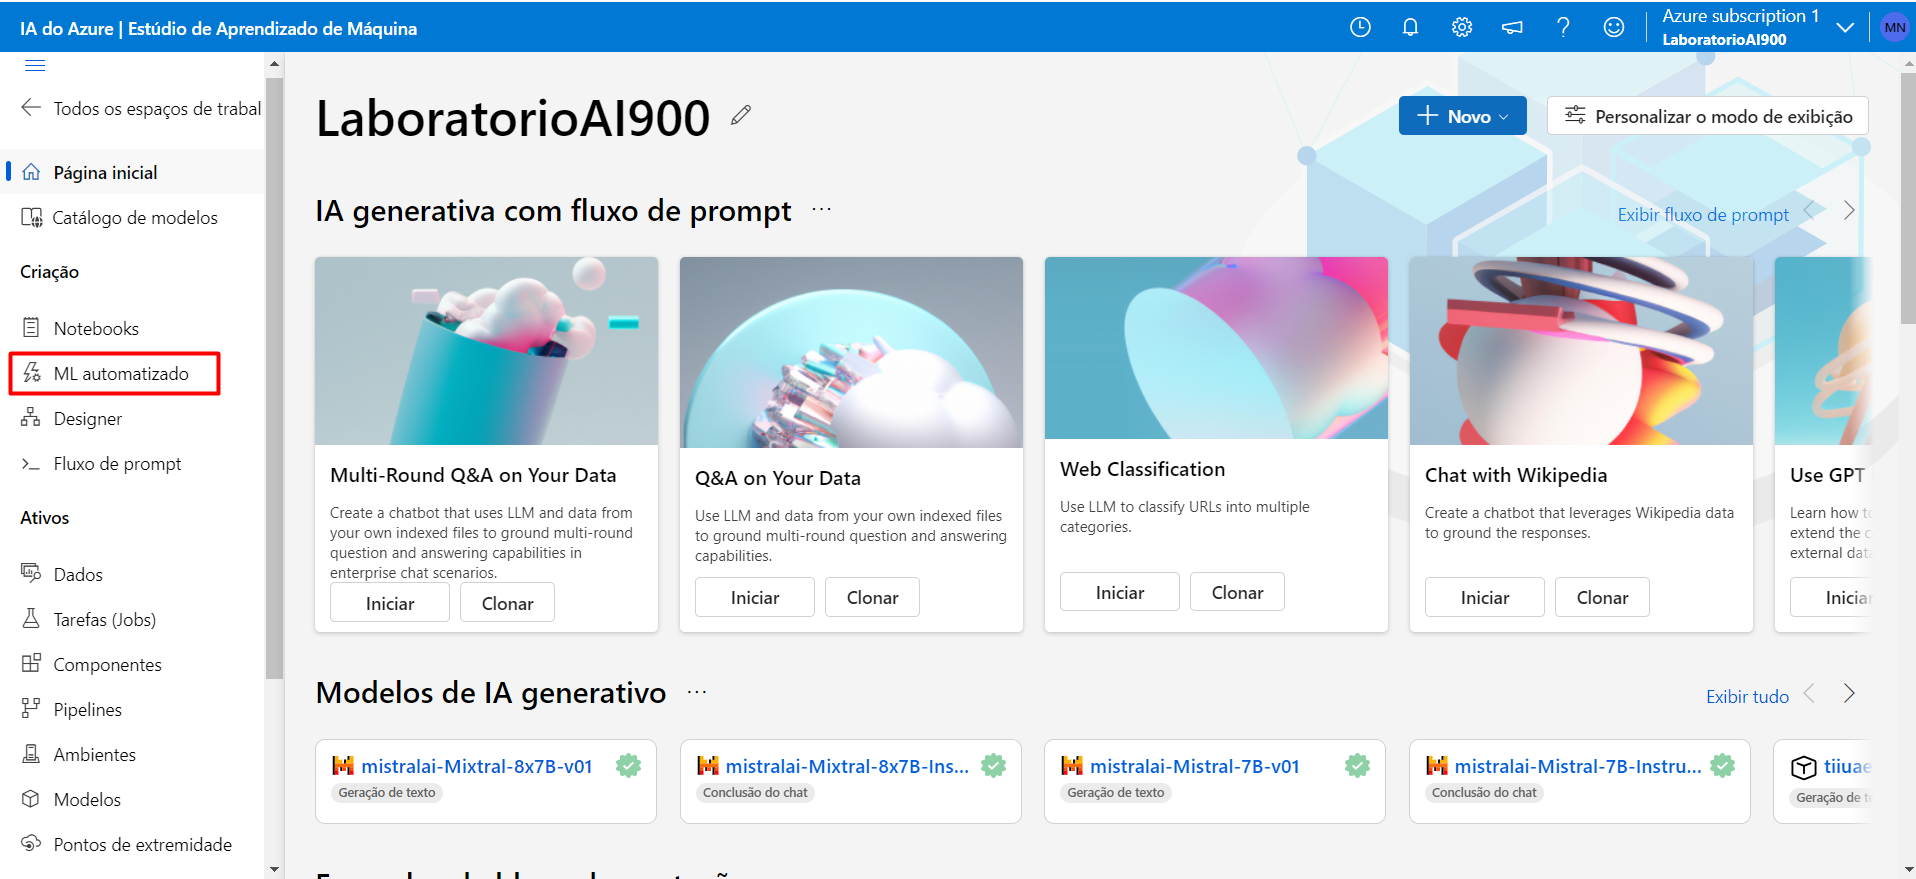 IA do Azure | Estúdio de Aprendizado de Máquina
Azure subscription 1
LaboratorioAI900
MN
Todos os espaços de trabal
Página inicial
Catálogo de modelos
Criação
Notebooks
ML automatizado
Designer
Fluxo de prompt
Ativos
Dados
Tarefas (Jobs)
Componentes
Pipelines
Ambientes
Modelos
Pontos de extremidade
LaboratorioAI900
Novo
Personalizar o modo de exibição
IA generativa com fluxo de prompt
Exibir fluxo de prompt
Multi-Round Q&A on Your Data
Create a chatbot that uses LLM and data from
your own indexed files to ground multi-round
question and answering capabilities in
enterprise chat scenarios.
Iniciar
Clonar
Q&A on Your Data
Use LLM and data from your own indexed files
to ground multi-round question and answering
capabilities.
Iniciar
Clonar
Web Classification
Use LLM to classify URLs into multiple
categories.
Iniciar
Clonar
Chat with Wikipedia
Create a chatbot that leverages Wikipedia data
to ground the responses.
Iniciar
Clonar
Use GPT
Learn how to
extend the c
external data
Iniciar
Modelos de IA generativo
Exibir tudo
mistralai-Mixtral-8x7B-v01
Geração de texto
mistralai-Mixtral-8x7B-Ins...
Conclusão do chat
mistralai-Mistral-7B-v01
Geração de texto
mistralai-Mistral-7B-Instru...
Conclusão do chat
tiiuae
Geração de te